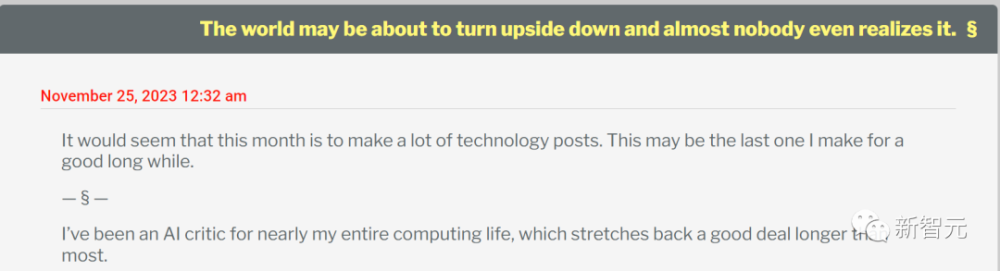 The world may be about to turn upside down and almost nobody even realizes it. §
November 25, 2023 12:32 am
It would seem that this month is to make a lot of technology posts. This may be the last one I make for a
good long while.
— § —
I've been an AI critic for nearly my entire computing life, which stretches back a good deal longer than
most.
新智元